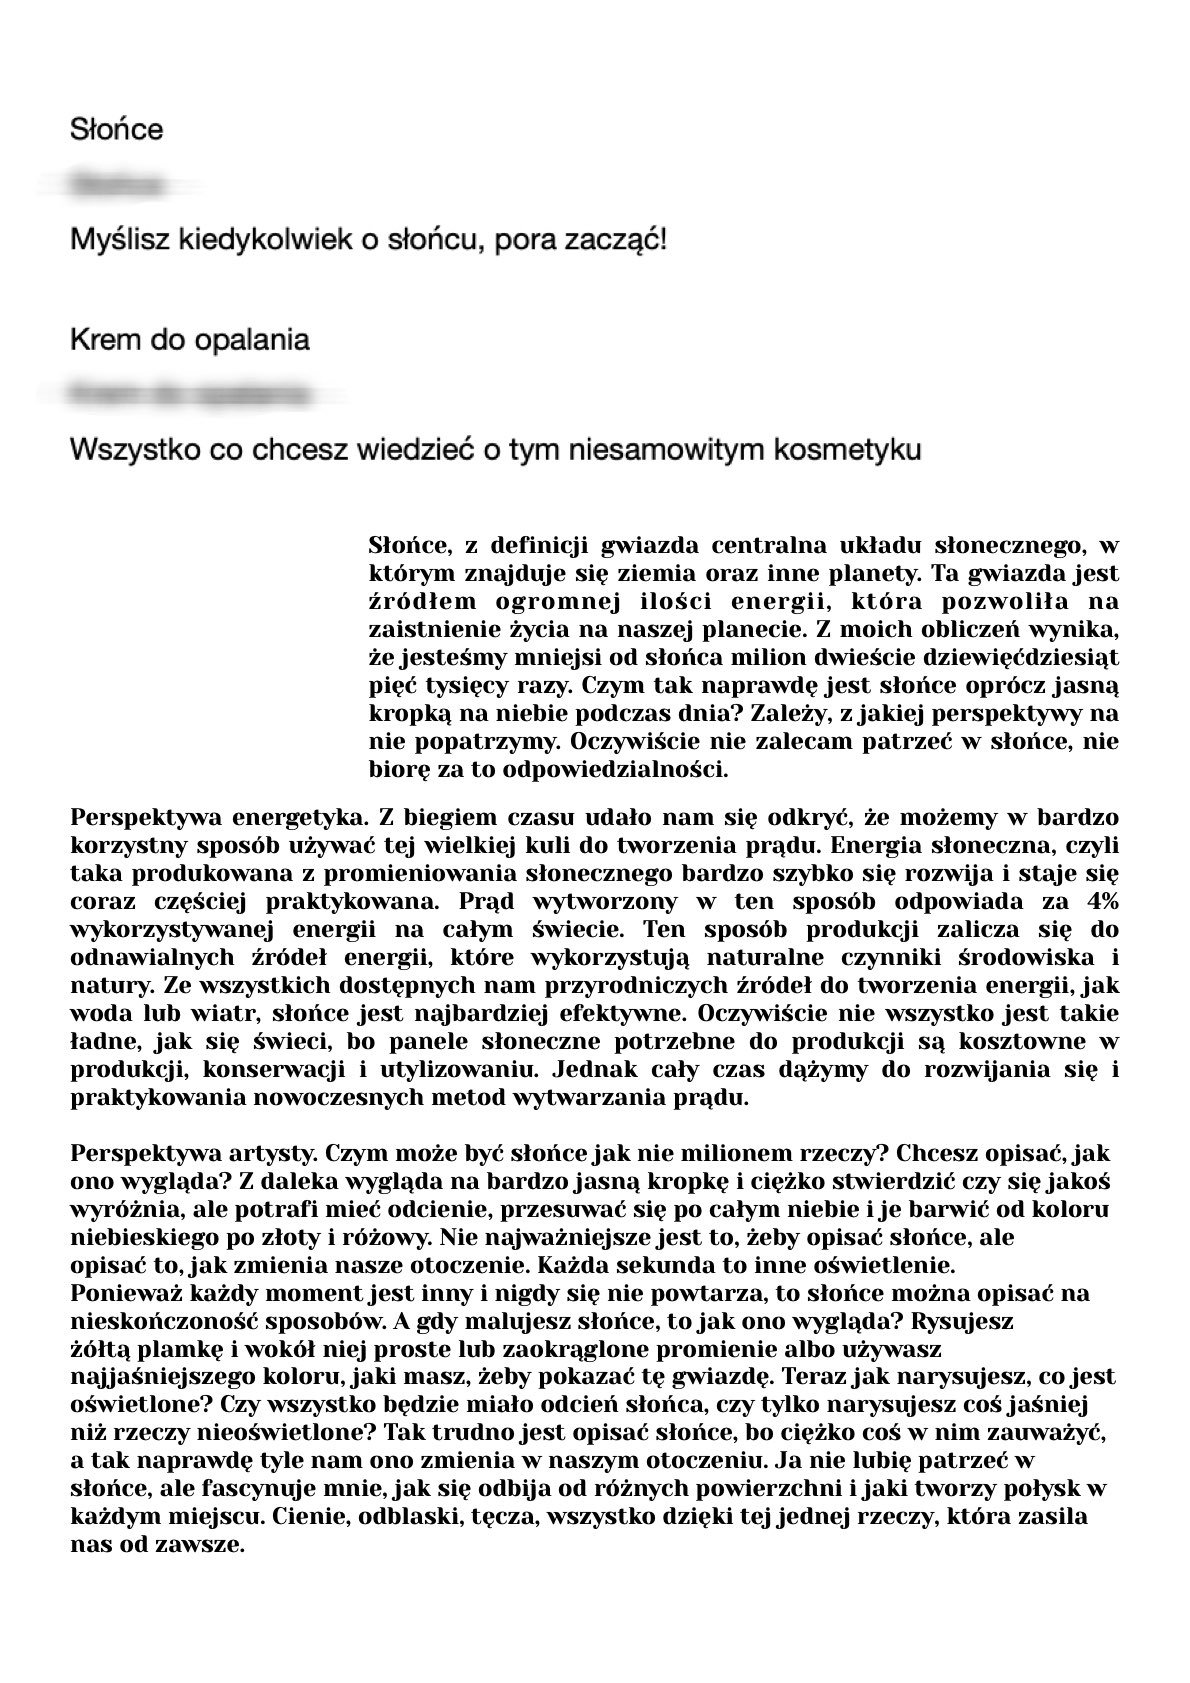 Słońce
Myślisz kiedykolwiek o słońcu, pora zacząć!
Krem do opalania
Wszystko co chcesz wiedzieć o tym niesamowitym kosmetyku
Słońce, z definicji gwiazda centralna układu słonecznego, w
którym znajduje się ziemia oraz inne planety. Ta gwiazda jest
źródłem ogromnej ilości energii, która pozwoliła na
zaistnienie życia na naszej planecie. Z moich obliczeń wynika,
że jesteśmy mniejsi od słońca milion dwieście dziewięćdziesiąt
pięć tysięcy razy. Czym tak naprawdę jest słońce oprócz jasną
kropką na niebie podczas dnia? Zależy, z jakiej perspektywy na
nie popatrzymy. Oczywiście nie zalecam patrzeć w słońce, nie
biorę za to odpowiedzialności.
Perspektywa energetyka. Z biegiem czasu udało nam się odkryć, że możemy w bardzo
korzystny sposób używać tej wielkiej kuli do tworzenia prądu. Energia słoneczna, czyli
taka produkowana z promieniowania słonecznego bardzo szybko się rozwija i staje się
coraz częściej praktykowana. Prąd wytworzony w ten sposób odpowiada za 4%
wykorzystywanej energii na całym świecie. Ten sposób produkcji zalicza się do
odnawialnych źródeł energii, które wykorzystują naturalne czynniki środowiska i
natury. Ze wszystkich dostępnych nam przyrodniczych źródeł do tworzenia energii, jak
woda lub wiatr, słońce jest najbardziej efektywne. Oczywiście nie wszystko jest takie
ładne, jak się świeci, bo panele słoneczne potrzebne do produkcji są kosztowne w
produkcji, konserwacji i utylizowaniu. Jednak cały czas dążymy do rozwijania się i
praktykowania nowoczesnych metod wytwarzania prądu.
Perspektywa artysty. Czym może być słońce jak nie milionem rzeczy? Chcesz opisać, jak
ono wygląda? Z daleka wygląda na bardzo jasną kropkę i ciężko stwierdzić czy się jakoś
wyróżnia, ale potrafi mieć odcienie, przesuwać się po całym niebie i je barwić od koloru
niebieskiego po złoty i różowy. Nie najważniejsze jest to, żeby opisać słońce, ale
opisać to, jak zmienia nasze otoczenie. Każda sekunda to inne oświetlenie.
Ponieważ każdy moment jest inny i nigdy się nie powtarza, to słońce można opisać na
nieskończoność sposobów. A gdy malujesz słońce, to jak ono wygląda? Rysujesz
żółtą plamkę i wokół niej proste lub zaokrąglone promienie albo używasz
najjaśniejszego koloru, jaki masz, żeby pokazać tę gwiazdę. Teraz jak narysujesz, co jest
oświetlone? Czy wszystko będzie miało odcień słońca, czy tylko narysujesz coś jaśniej
niż rzeczy nieoświetlone? Tak trudno jest opisać słońce, bo ciężko coś w nim zauważyć,
a tak naprawdę tyle nam ono zmienia w naszym otoczeniu. Ja nie lubię patrzeć w
słońce, ale fascynuje mnie, jak się odbija od różnych powierzchni i jaki tworzy połysk w
każdym miejscu. Cienie, odblaski, tęcza, wszystko dzięki tej jednej rzeczy, która zasila
nas od zawsze.